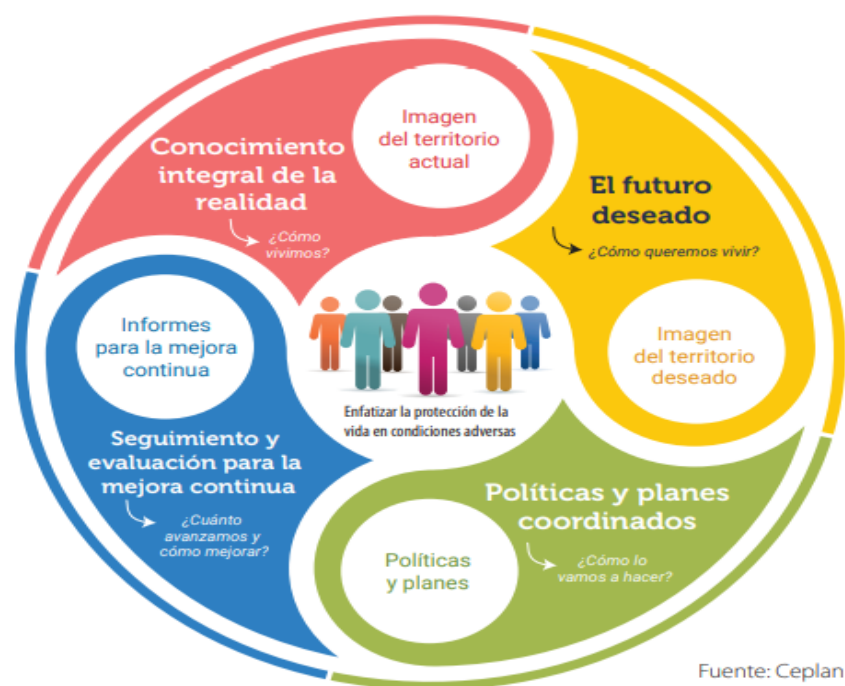 Conocimiento
integral de la
realidad
¿Cómo
vivimos?
Imagen
del territorio
actual
El futuro
deseado
¿Cómo queremos vivir?
Imagen
del territorio
deseado
Políticas y planes
coordinados
¿Cómo lo
vamos a hacer?
Políticas
y planes
Informes
para la mejora
continua
Seguimiento y
evaluación para la
mejora continua
¿Cuánto
avanzamos y
cómo mejorar?
Enfatizar la protección de la
vida en condiciones adversas
Fuente: Ceplan